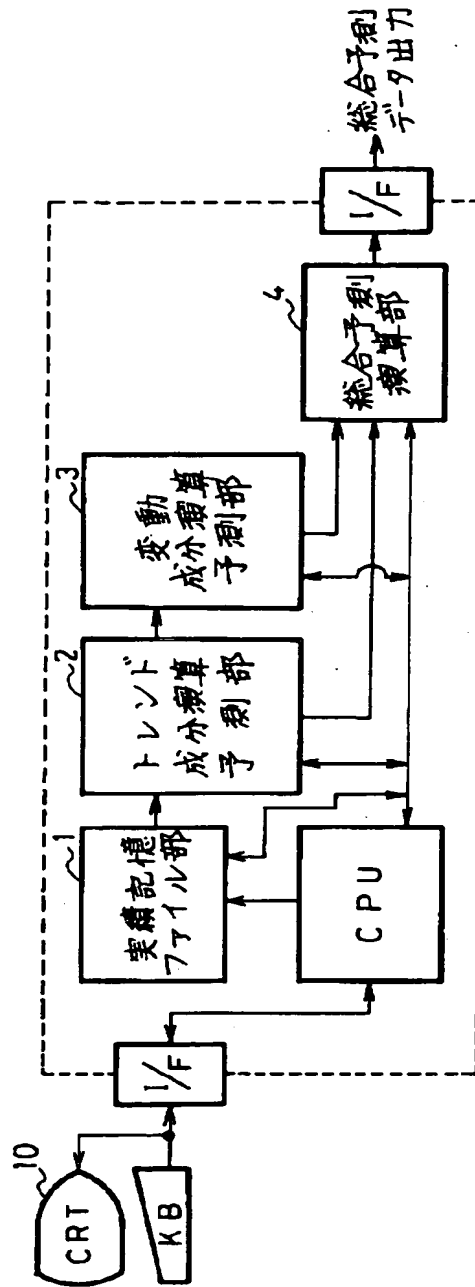 10
CRT
KB
I/F
1
実績記憶
ファイル部
CPU
2
トレンド
成分演算
予測部
3
変動
成分演算
予測部
4
総合予測
演算部
I/F
総合予測
データ出力